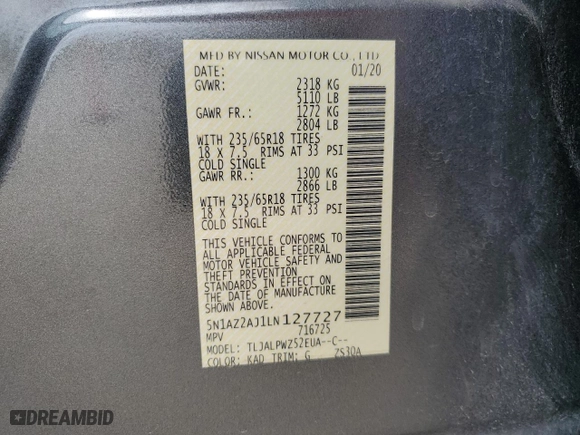 MFD BY NISSAN MOTOR CO., LTD
DATE: 01/20
GVWR: 2318 KG
5110 LB
GAWR FR.: 1272 KG
2804 LB
WITH 235/65R18 TIRES
18 X 7.5 RIMS AT 33 PSI
COLD SINGLE
GAWR RR.: 1300 KG
2866 LB
WITH 235/65R18 TIRES
18 X 7.5 RIMS AT 33 PSI
COLD SINGLE
THIS VEHICLE CONFORMS TO
ALL APPLICABLE FEDERAL
MOTOR VEHICLE SAFETY AND
THEFT PREVENTION
STANDARDS IN EFFECT ON
THE DATE OF MANUFACTURE
SHOWN ABOVE.
5N1AZ2AJ1LN127727
MPV 716725
MODEL: TLJALPWZ52EUA--C--
COLOR: KAD TRIM: G 2S30A
DREAMBID